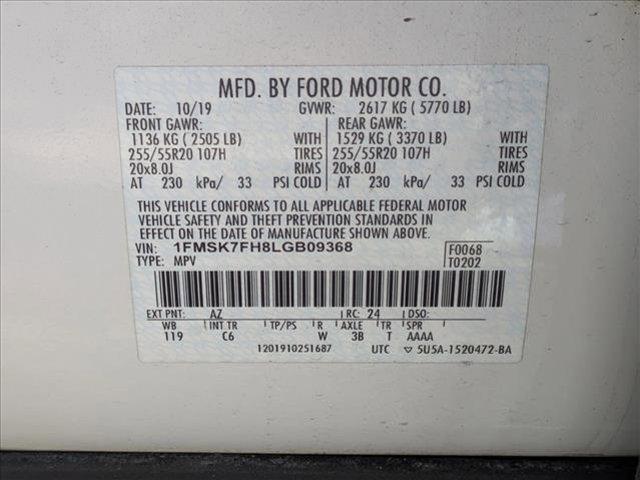 MFD. BY FORD MOTOR CO.
DATE: 10/19 GVWR: 2617 KG ( 5770 LB)
FRONT GAWR: REAR GAWR:
1136 KG ( 2505 LB) WITH 1529 KG ( 3370 LB) WITH
255/55R20 107H TIRES 255/55R20 107H TIRES
20x8.0J RIMS 20x8.0J RIMS
AT 230 kPa/ 33 PSI COLD AT 230 kPa/ 33 PSI COLD
THIS VEHICLE CONFORMS TO ALL APPLICABLE FEDERAL MOTOR
VEHICLE SAFETY AND THEFT PREVENTION STANDARDS IN
EFFECT ON THE DATE OF MANUFACTURE SHOWN ABOVE.
VIN: 1FMSK7FH8LGB09368 F0068
TYPE: MPV T0202
EXT PNT: AZ RC: 24 DSO:
WB INT TR TP/PS R AXLE TR SPR
119 C6 W 3B T AAAA
1201910251687 UTC ▽ 5U5A-1520472-BA